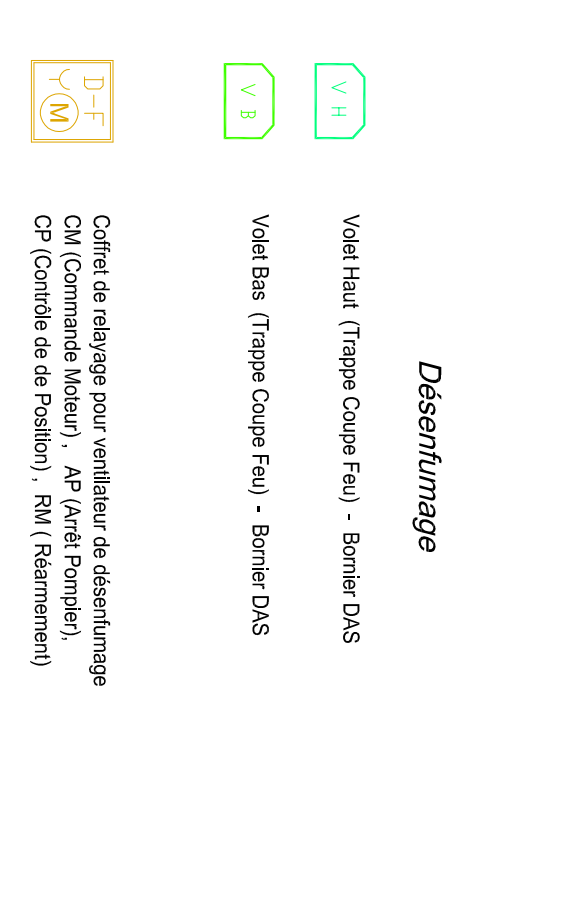 Désenfumage
V H
Volet Haut (Trappe Coupe Feu) - Bornier DAS
V B
Volet Bas (Trappe Coupe Feu) - Bornier DAS
D-F
M
Coffret de relayage pour ventilateur de désenfumage
CM (Commande Moteur) , AP (Arrêt Pompier),
CP (Contrôle de de Position) , RM ( Réarmement)